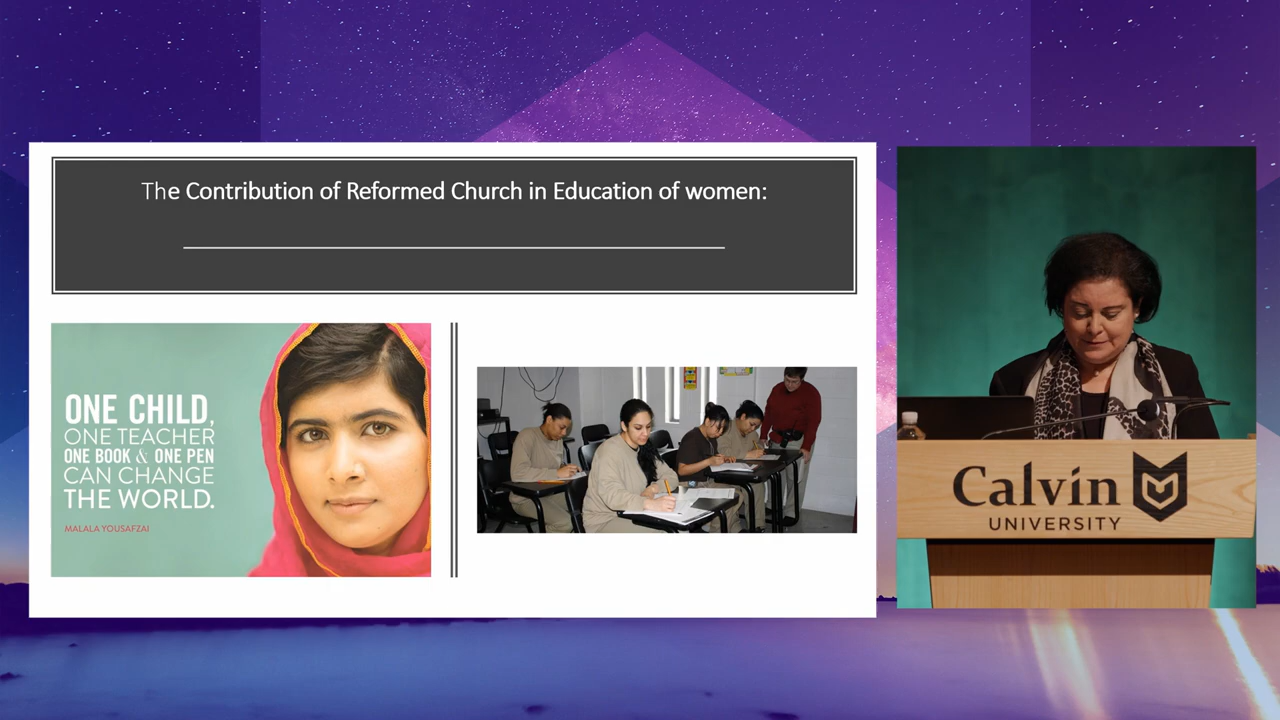 The Contribution of Reformed Church in Education of women:
ONE CHILD,
ONE TEACHER
ONE BOOK & ONE PEN
CAN CHANGE
THE WORLD.
MALALA YOUSAFZAI
Calvin
UNIVERSITY